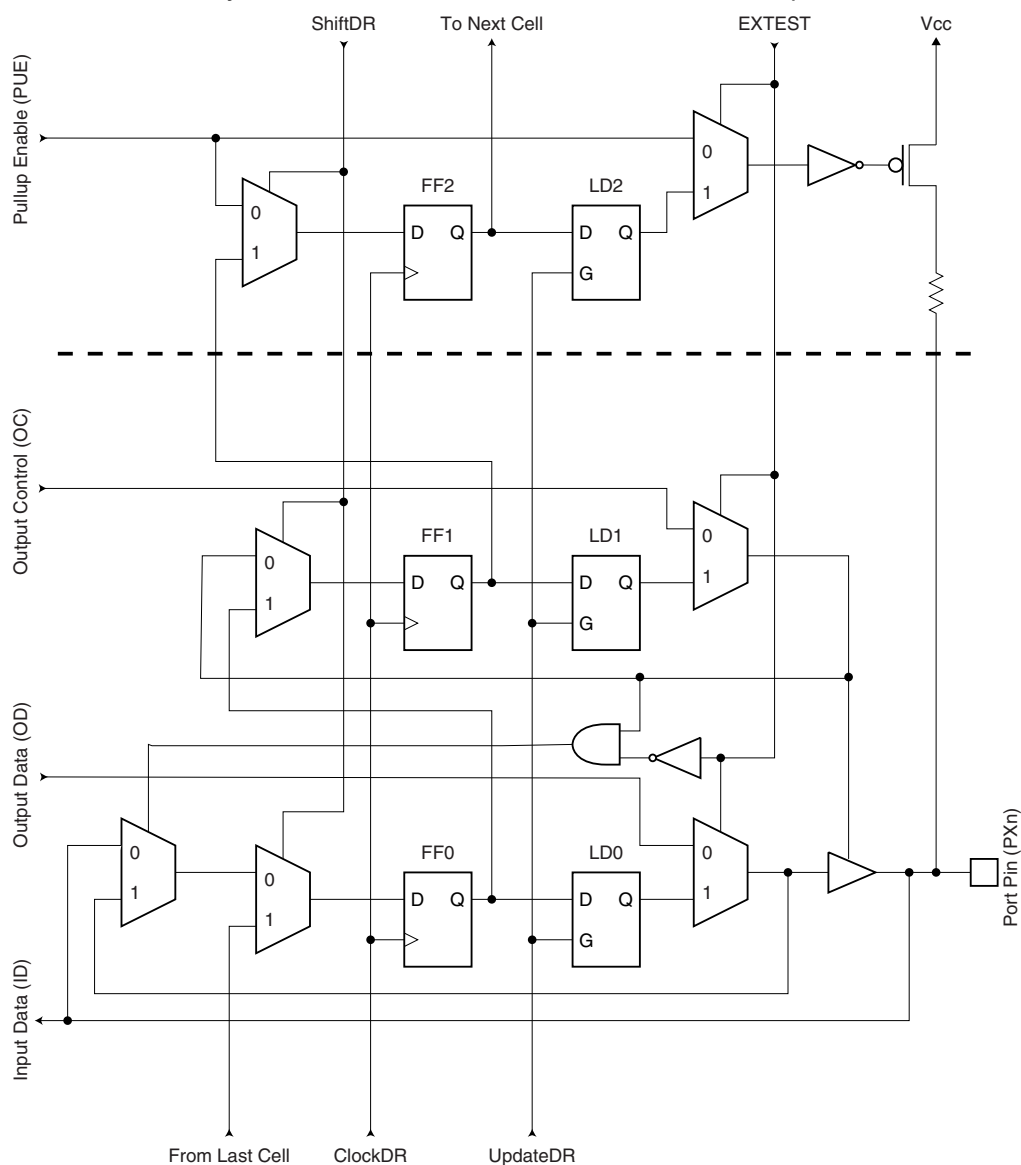 ShiftDR
To Next Cell
EXTEST
Vcc
Pullup Enable (PUE)
0
1
0
1
FF2
LD2
D
Q
D
Q
G
Output Control (OC)
0
1
0
1
FF1
LD1
D
Q
D
Q
G
Output Data (OD)
0
1
0
1
0
1
FF0
LD0
D
Q
D
Q
G
Port Pin (PXn)
Input Data (ID)
From Last Cell
ClockDR
UpdateDR